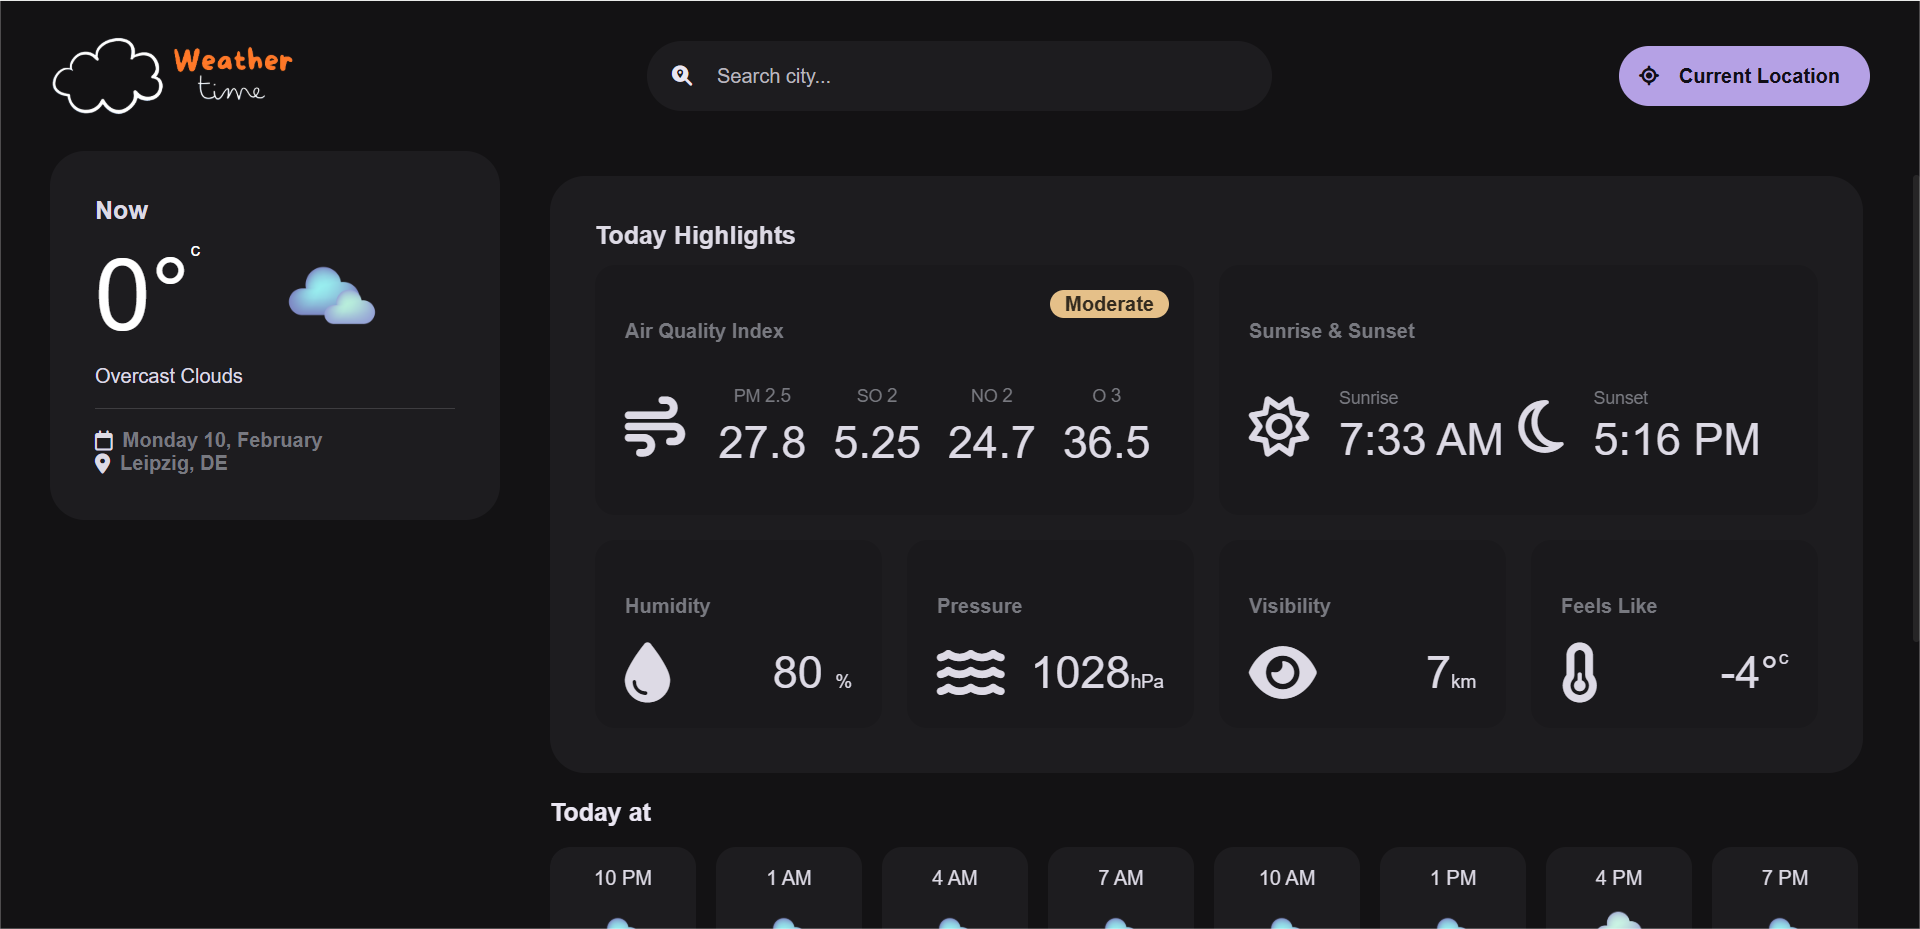 Weather
time
Search city...
Current Location
Now
0°c
Overcast Clouds
Monday 10, February
Leipzig, DE
Today Highlights
Moderate
Air Quality Index
PM 2.5 SO 2 NO 2 O 3
27.8 5.25 24.7 36.5
Sunrise & Sunset
Sunrise Sunset
7:33 AM 5:16 PM
Humidity
80 %
Pressure
1028hPa
Visibility
7km
Feels Like
-4°c
Today at
10 PM 1 AM 4 AM 7 AM 10 AM 1 PM 4 PM 7 PM